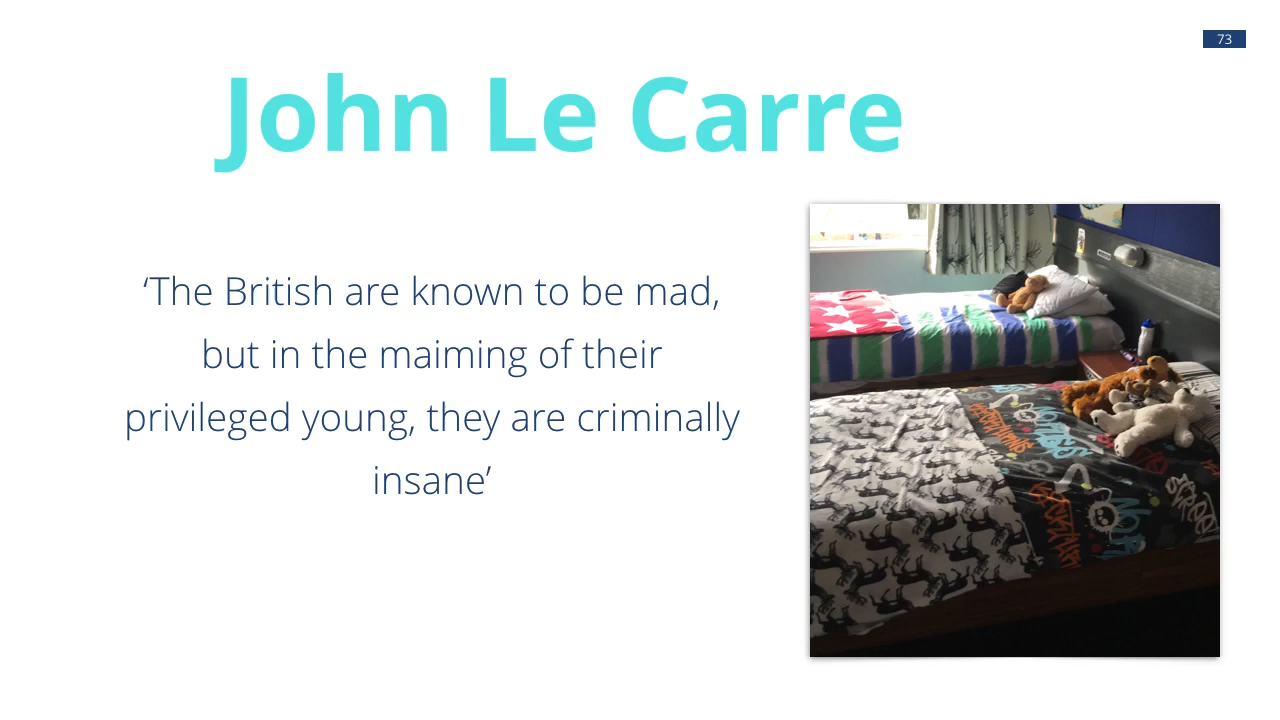 73
John Le Carre
‘The British are known to be mad,
but in the maiming of their
privileged young, they are criminally
insane’